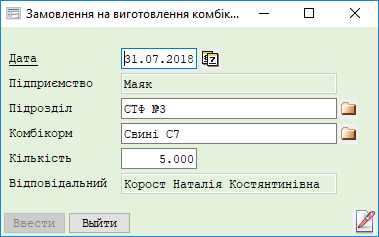 Замовлення на виготовлення комбік...
Дата 31.07.2018
Підприємство Маяк
Підрозділ СТФ №3
Комбікорм Свині С7
Кількість 5.000
Відповідальний Корост Наталія Костянтинівна
Ввести Выйти